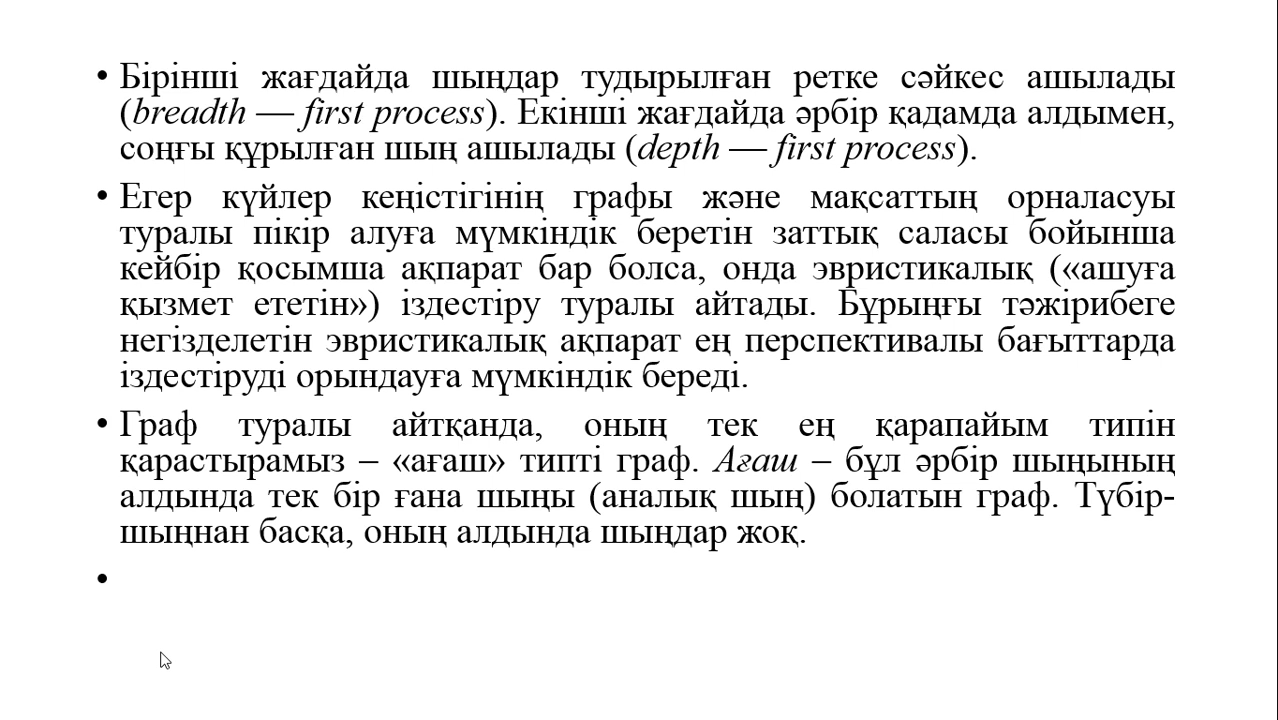 • Бірінші жағдайда шыңдар тудырылған ретке сәйкес ашылады
(breadth — first process). Екінші жағдайда әрбір қадамда алдымен,
соңғы құрылған шың ашылады (depth — first process).
• Егер күйлер кеңістігінің графы және мақсаттың орналасуы
туралы пікір алуға мүмкіндік беретін заттық саласы бойынша
кейбір қосымша ақпарат бар болса, онда эвристикалық («ашуға
қызмет ететін») іздестіру туралы айтады. Бұрыңғы тәжірибеге
негізделетін эвристикалық ақпарат ең перспективалы бағыттарда
іздестіруді орындауға мүмкіндік береді.
• Граф туралы айтқанда, оның тек ең қарапайым типін
қарастырамыз – «ағаш» типті граф. Ағаш – бұл әрбір шыңының
алдында тек бір ғана шыңы (аналық шың) болатын граф. Түбір-
шыңнан басқа, оның алдында шыңдар жоқ.
•